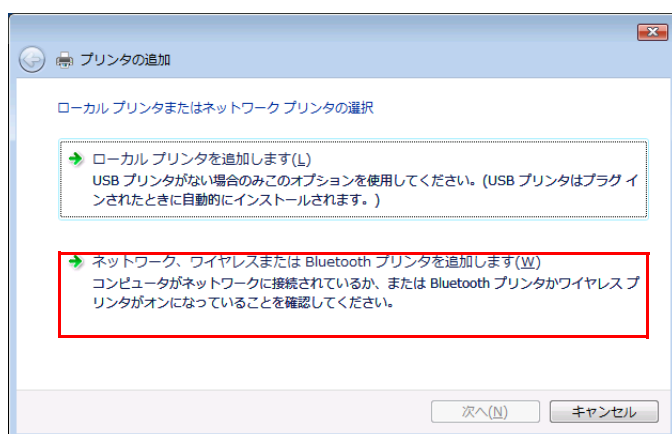 プリンタの追加
ローカル プリンタまたはネットワーク プリンタの選択
ローカル プリンタを追加します(L)
USB プリンタがない場合のみこのオプションを使用してください。(USB プリンタはプラグ イ
ンされたときに自動的にインストールされます。)
ネットワーク、ワイヤレスまたは Bluetooth プリンタを追加します(W)
コンピュータがネットワークに接続されているか、または Bluetooth プリンタかワイヤレス プ
リンタがオンになっていることを確認してください。
次へ(N)
キャンセル